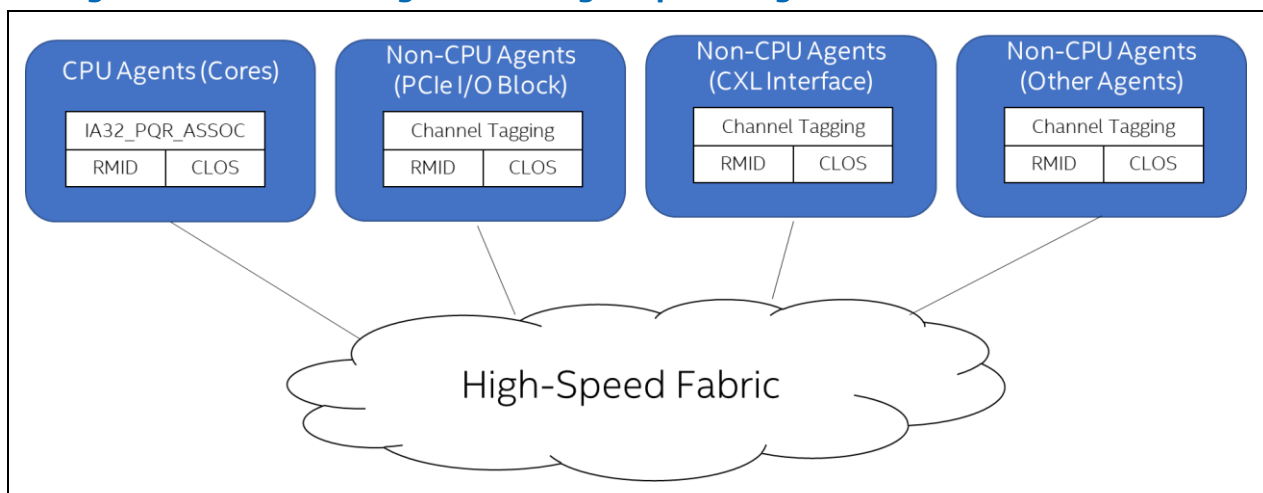 CPU Agents (Cores)
IA32_PQR_ASSOC
RMID
CLOS
Non-CPU Agents
(PCIe I/O Block)
Channel Tagging
RMID
CLOS
Non-CPU Agents
(CXL Interface)
Channel Tagging
RMID
CLOS
Non-CPU Agents
(Other Agents)
Channel Tagging
RMID
CLOS
High-Speed Fabric